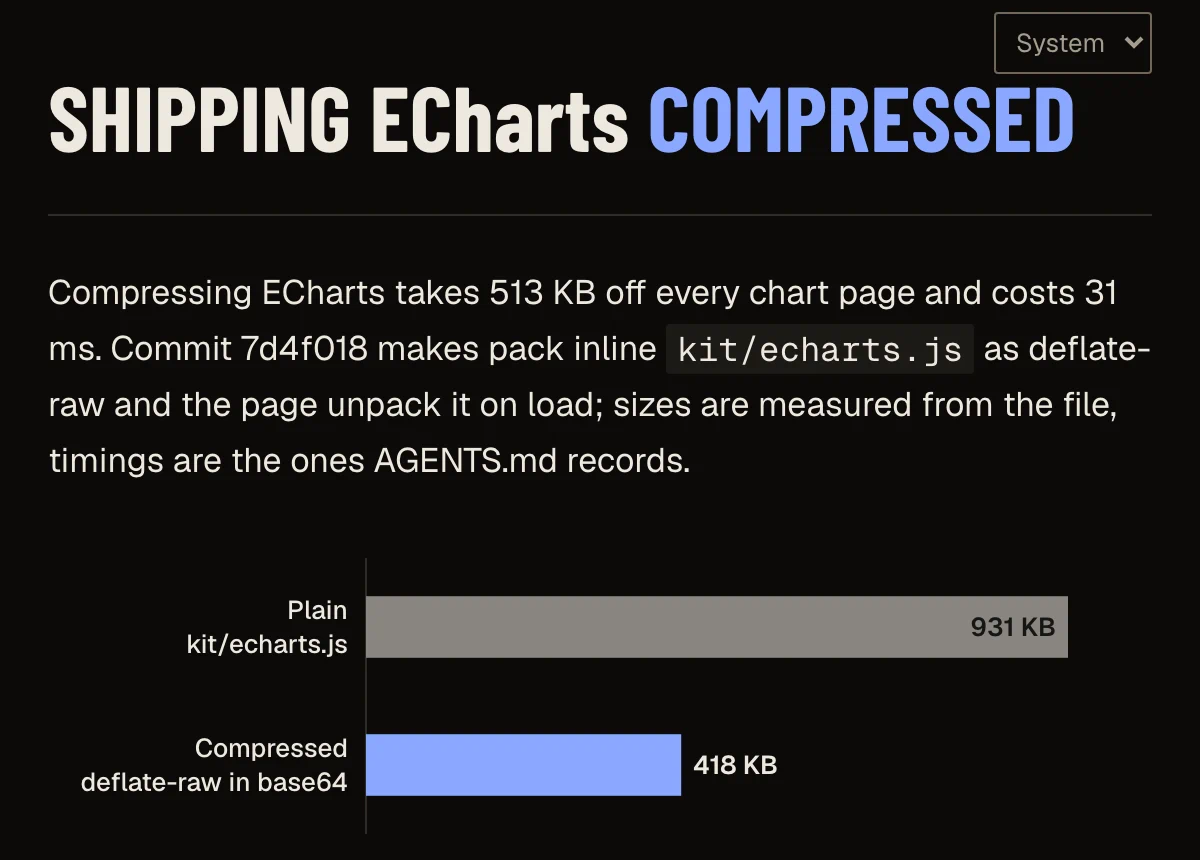 System
SHIPPING ECharts COMPRESSED
Compressing ECharts takes 513 KB off every chart page and costs 31
ms. Commit 7d4f018 makes pack inline kit/echarts.js as deflate-
raw and the page unpack it on load; sizes are measured from the file,
timings are the ones AGENTS.md records.
Plain
kit/echarts.js
931 KB
Compressed
deflate-raw in base64
418 KB